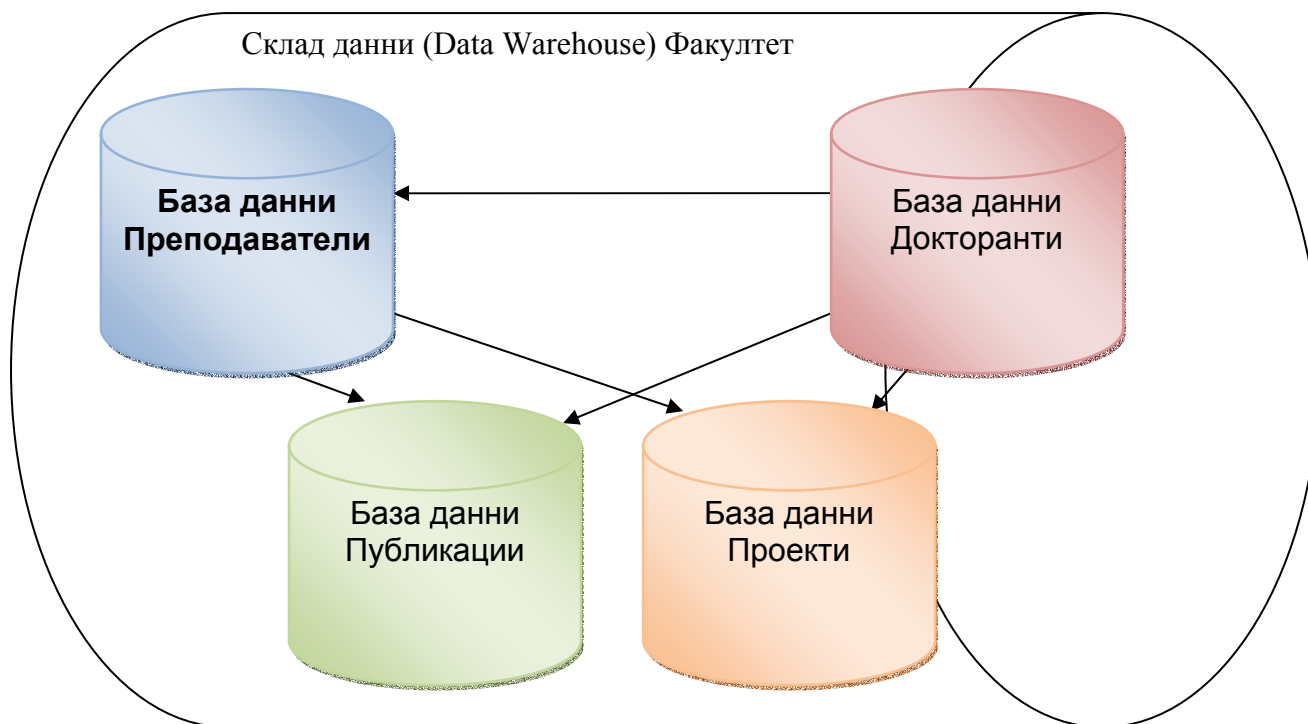 Склад данни (Data Warehouse) Факултет
База данни
Преподаватели
База данни
Докторанти
База данни
Публикации
База данни
Проекти